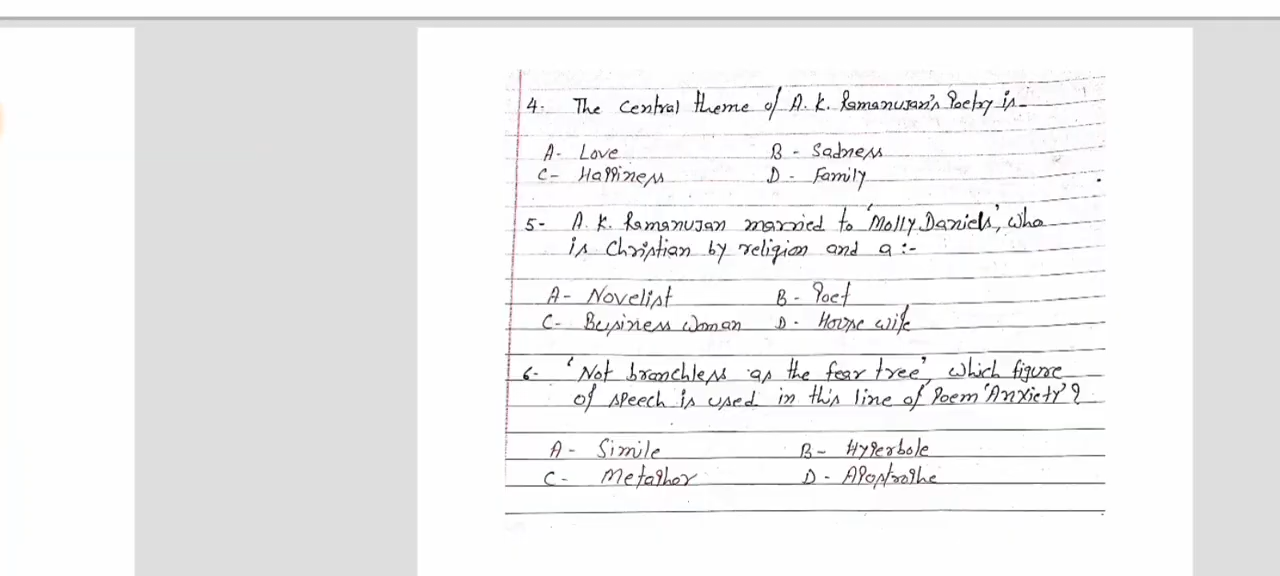 4. The central theme of A. K. Ramanujan's Poetry is -
A - Love B - Sadness
C - Happiness D - Family
5 - A. K. Ramanujan married to 'Molly Daniels', who
is Christian by religion and a :-
A - Novelist B - Poet
C - Business woman D - House wife
6 - 'Not branchless as the fear tree', which figure
of speech is used in this line of Poem 'Anxiety'?
A - Simile B - Hyperbole
C - Metaphor D - Apostrophe